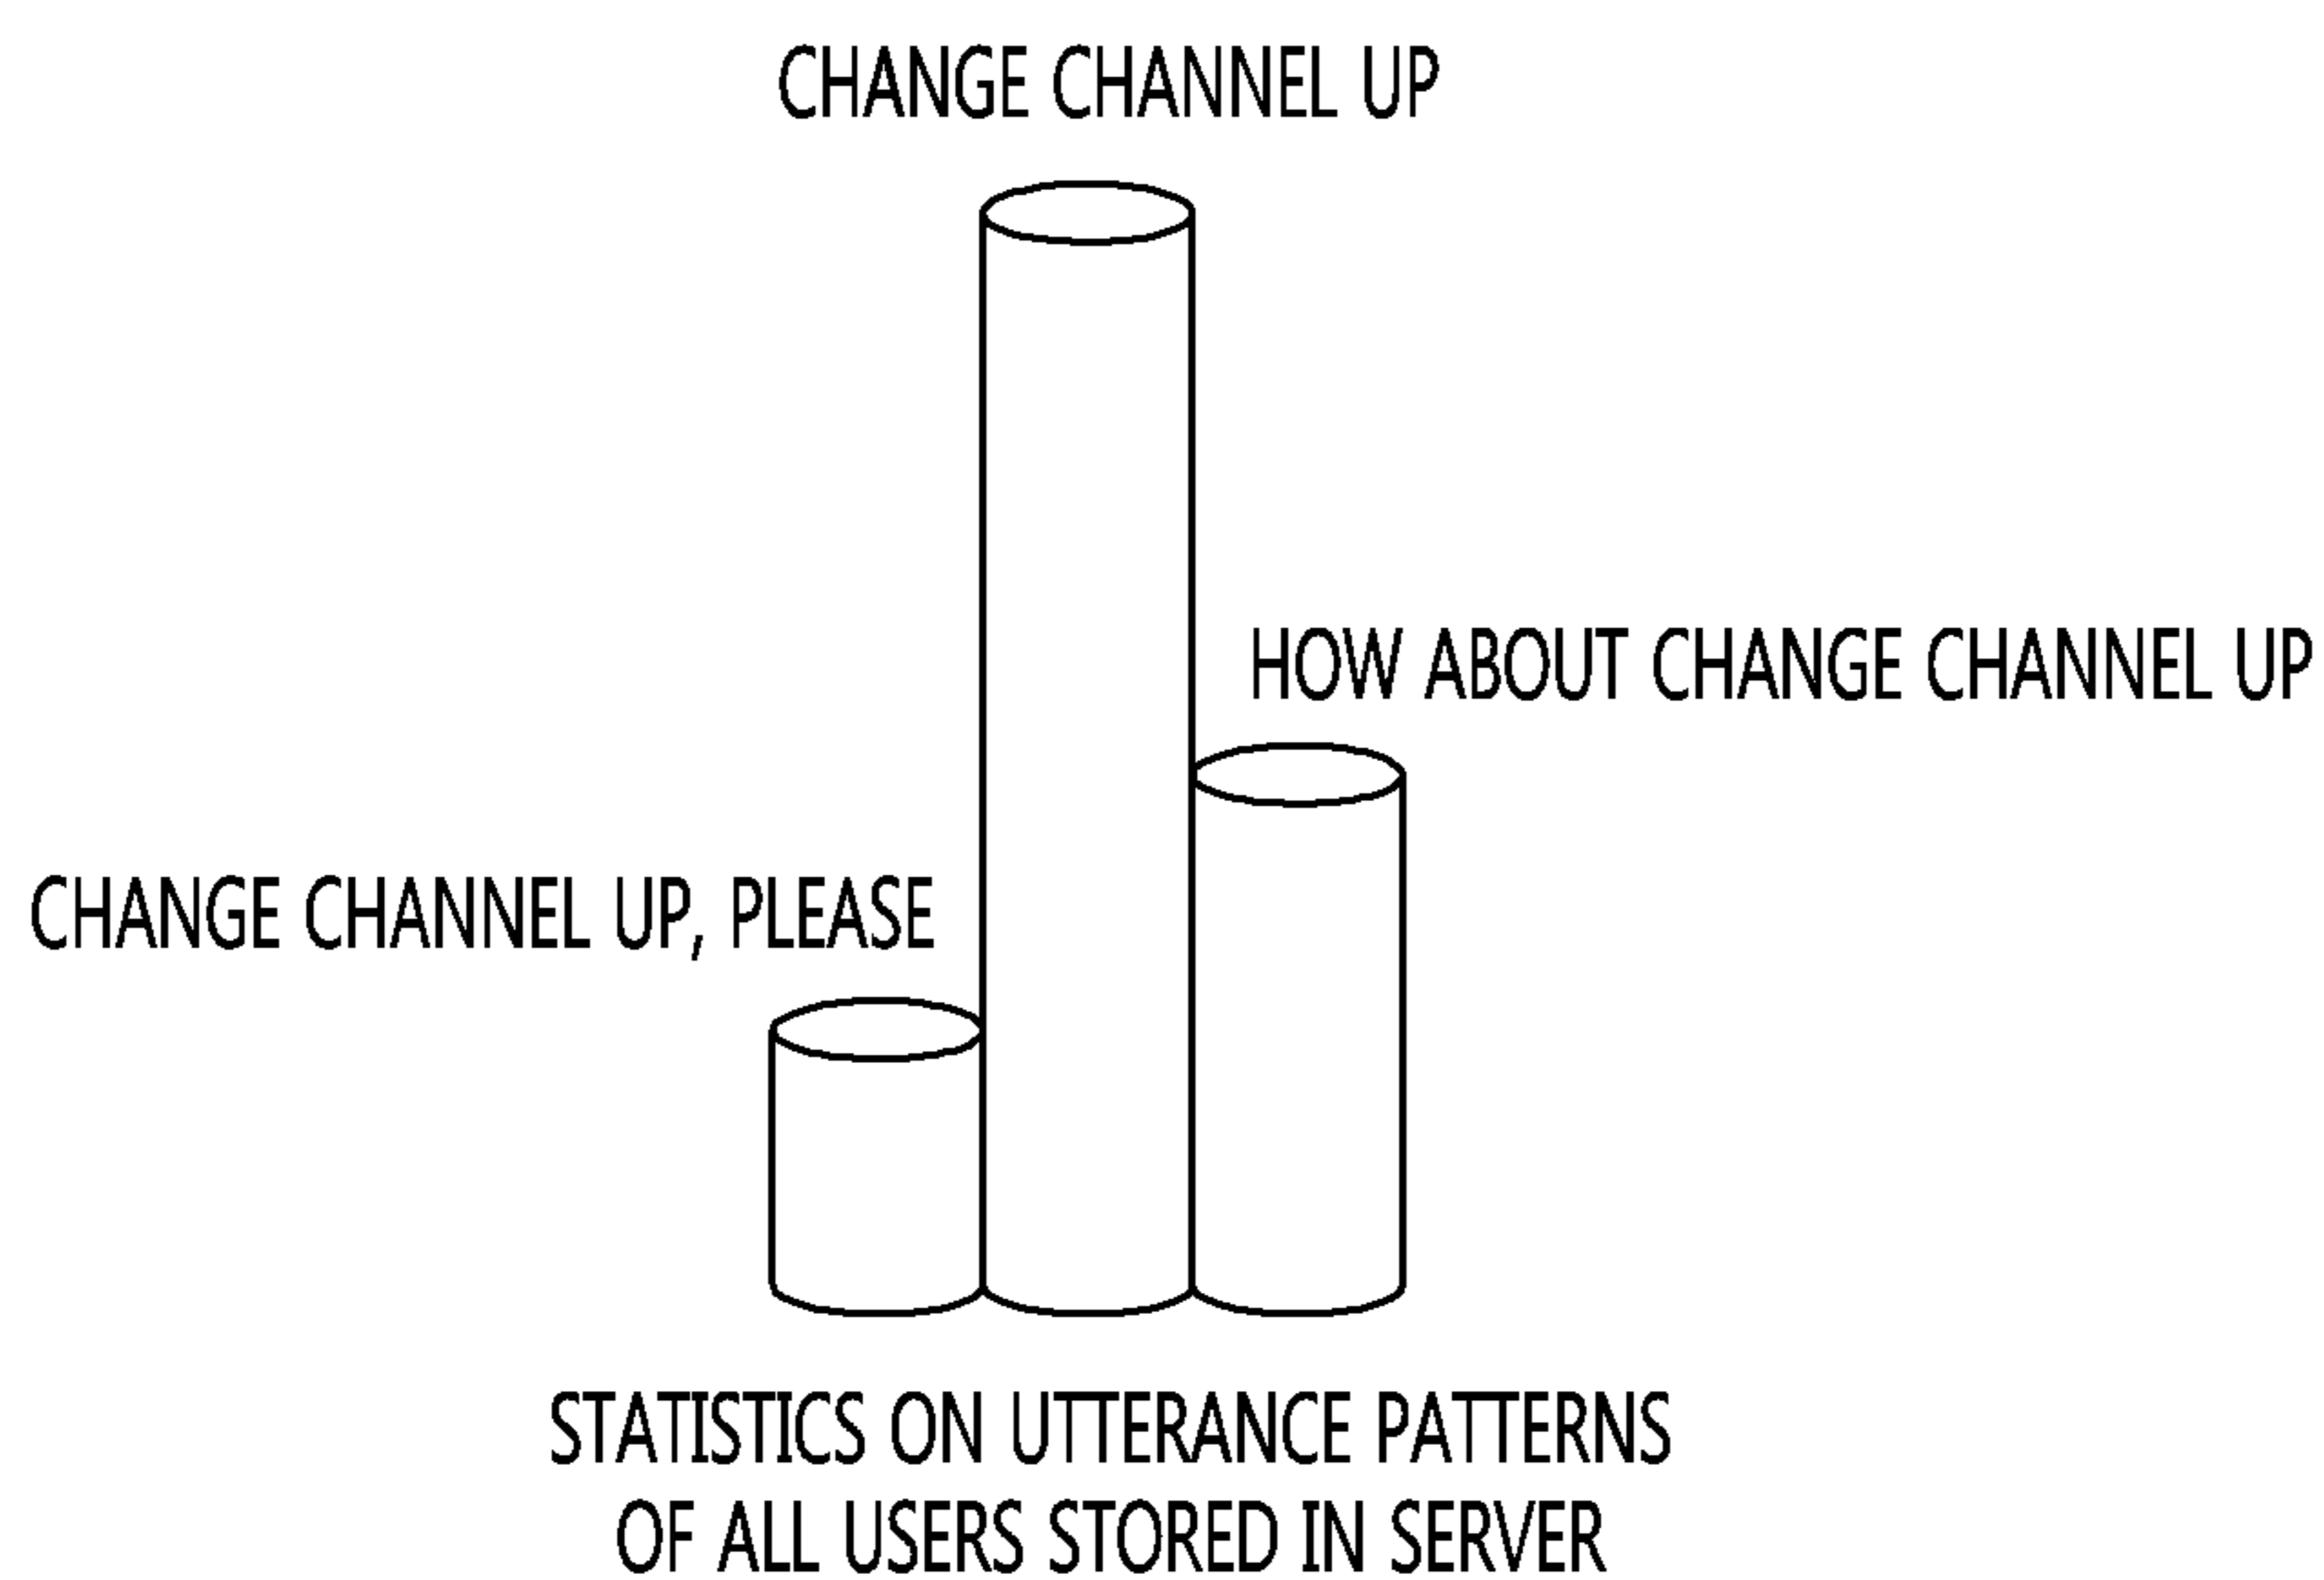 CHANGE CHANNEL UP
HOW ABOUT CHANGE CHANNEL UP
CHANGE CHANNEL UP, PLEASE
STATISTICS ON UTTERANCE PATTERNS
OF ALL USERS STORED IN SERVER